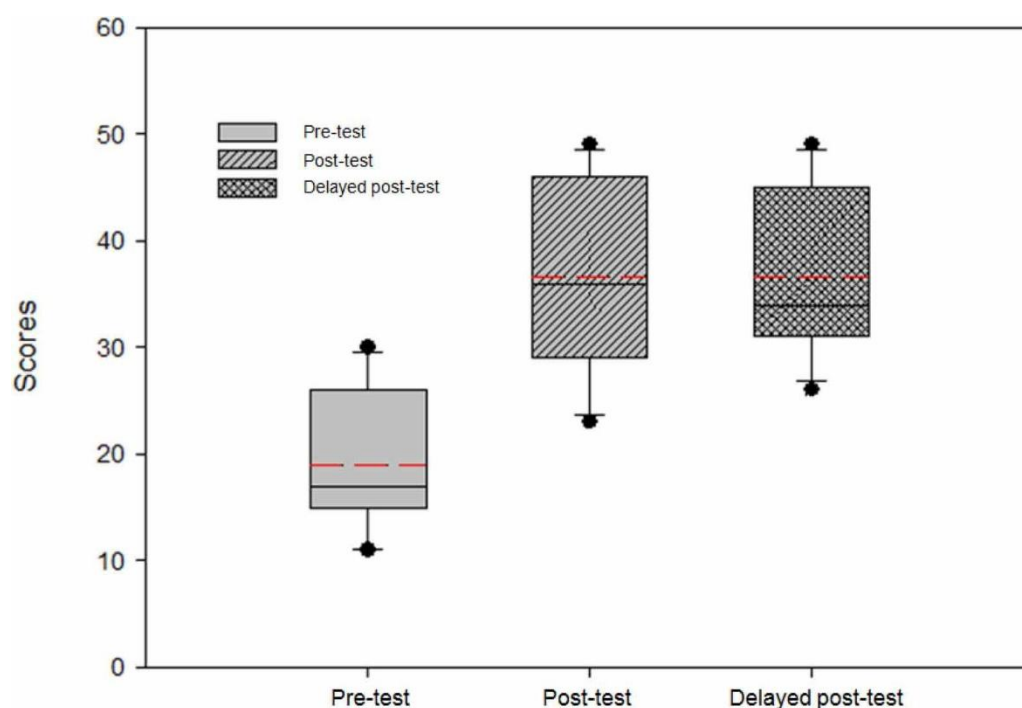 60
50
40
30
20
10
0
Scores
Pre-test
Post-test
Delayed post-test
Pre-test
Post-test
Delayed post-test